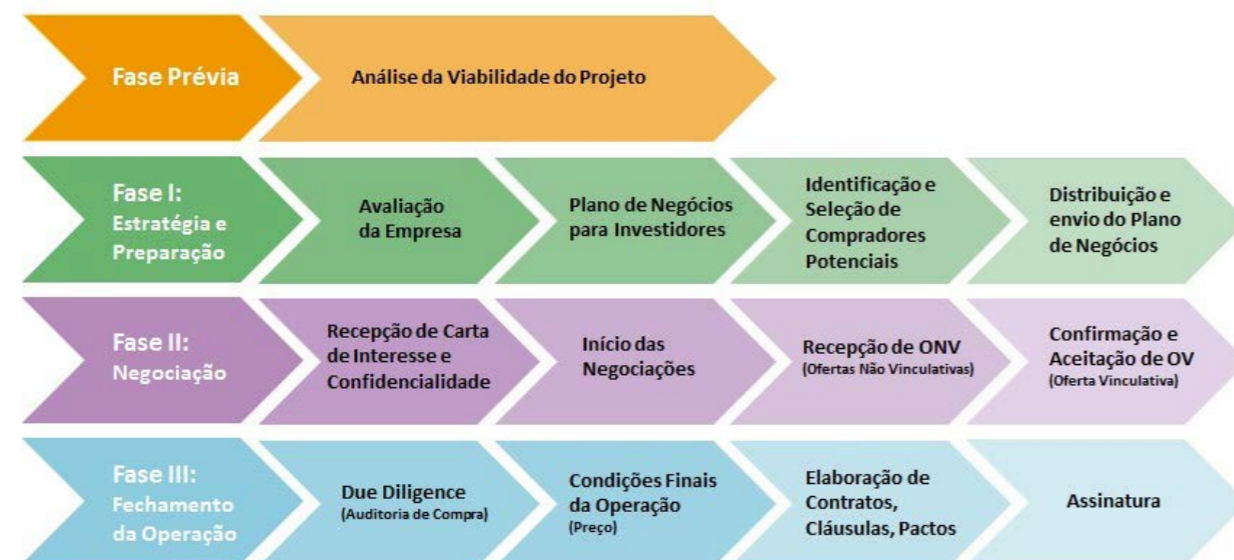 Fase Prévia
Análise da Viabilidade do Projeto
Fase I:
Estratégia e
Preparação
Avaliação
da Empresa
Plano de Negócios
para Investidores
Identificação e
Seleção de
Compradores
Potenciais
Distribuição e
envio do Plano
de Negócios
Fase II:
Negociação
Recepção de Carta
de Interesse e
Confidencialidade
Início das
Negociações
Recepção de ONV
(Ofertas Não Vinculativas)
Confirmação e
Aceitação de OV
(Oferta Vinculativa)
Fase III:
Fechamento
da Operação
Due Diligence
(Auditoria de Compra)
Condições Finais
da Operação
(Preço)
Elaboração de
Contratos,
Cláusulas, Pactos
Assinatura